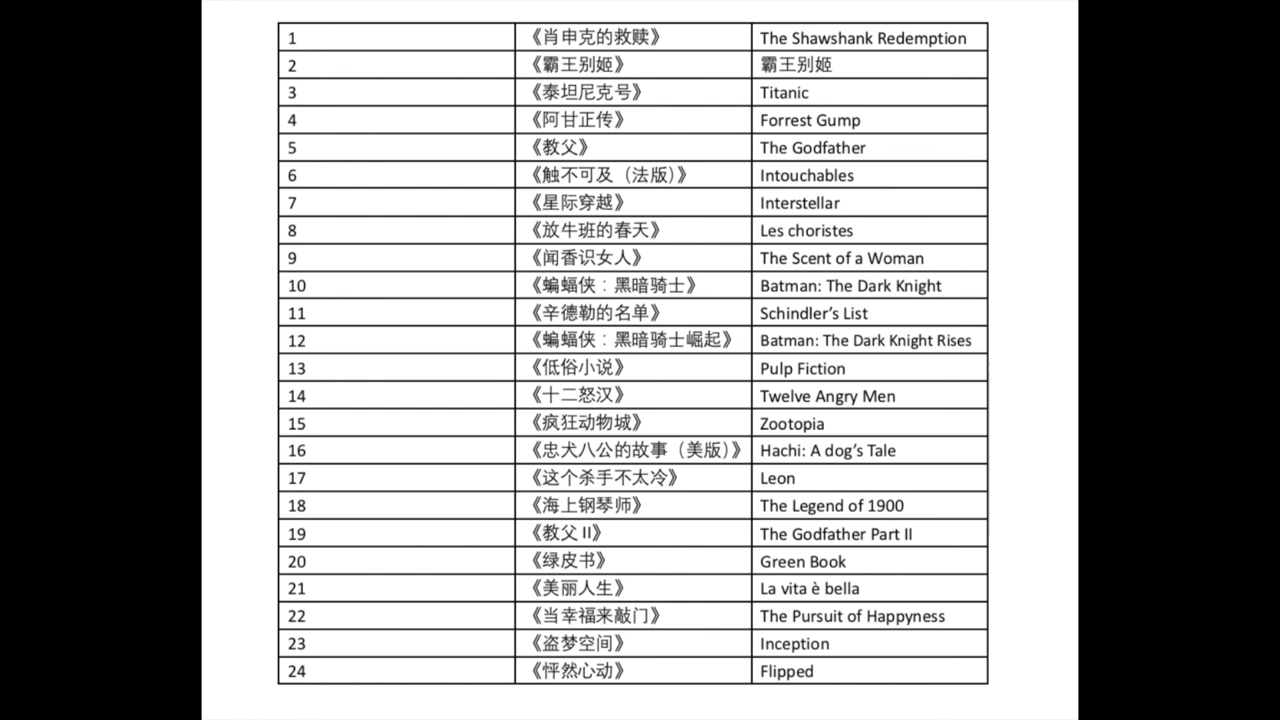 1 《肖申克的救赎》 The Shawshank Redemption
2 《霸王别姬》 霸王别姬
3 《泰坦尼克号》 Titanic
4 《阿甘正传》 Forrest Gump
5 《教父》 The Godfather
6 《触不可及（法版）》 Intouchables
7 《星际穿越》 Interstellar
8 《放牛班的春天》 Les choristes
9 《闻香识女人》 The Scent of a Woman
10 《蝙蝠侠：黑暗骑士》 Batman: The Dark Knight
11 《辛德勒的名单》 Schindler’s List
12 《蝙蝠侠：黑暗骑士崛起》 Batman: The Dark Knight Rises
13 《低俗小说》 Pulp Fiction
14 《十二怒汉》 Twelve Angry Men
15 《疯狂动物城》 Zootopia
16 《忠犬八公的故事（美版）》 Hachi: A dog’s Tale
17 《这个杀手不太冷》 Leon
18 《海上钢琴师》 The Legend of 1900
19 《教父 II》 The Godfather Part II
20 《绿皮书》 Green Book
21 《美丽人生》 La vita è bella
22 《当幸福来敲门》 The Pursuit of Happyness
23 《盗梦空间》 Inception
24 《怦然心动》 Flipped